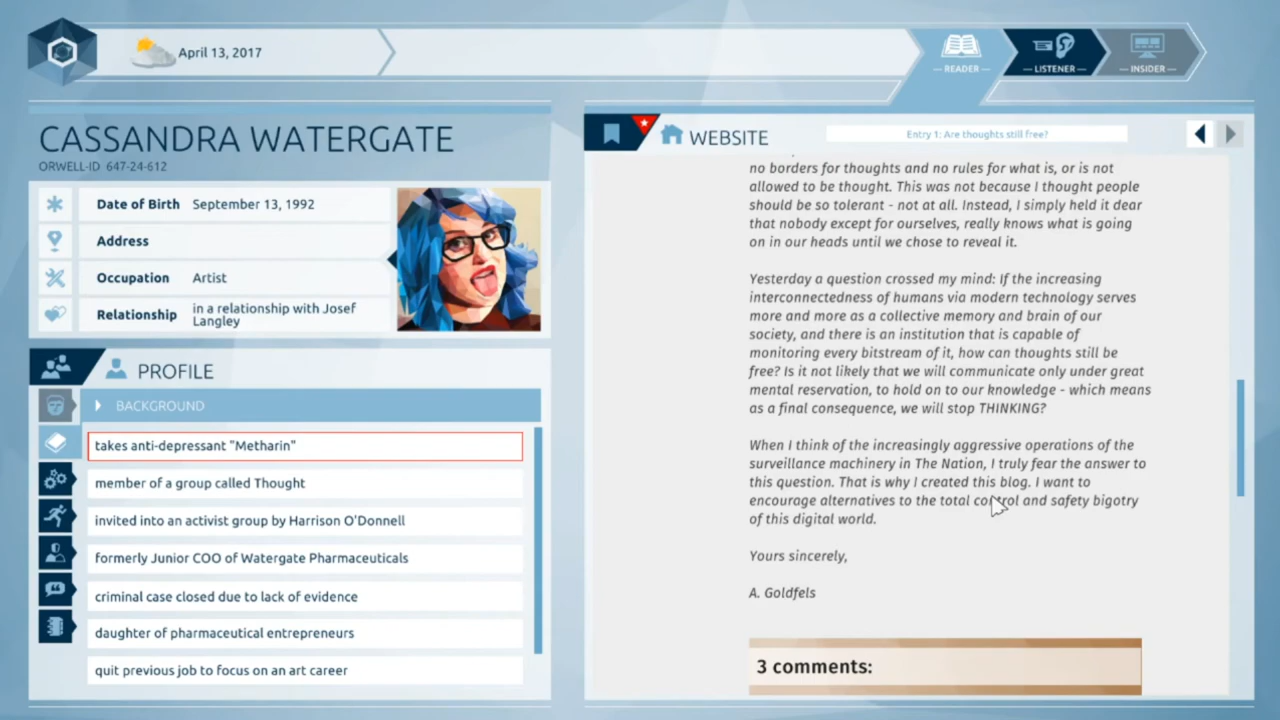 April 13, 2017
— READER —
— LISTENER —
— INSIDER —
CASSANDRA WATERGATE
ORWELL-ID 647-24-612
Date of Birth September 13, 1992
Address
Occupation Artist
Relationship in a relationship with Josef
Langley
PROFILE
BACKGROUND
takes anti-depressant "Metharin"
member of a group called Thought
invited into an activist group by Harrison O'Donnell
formerly Junior COO of Watergate Pharmaceuticals
criminal case closed due to lack of evidence
daughter of pharmaceutical entrepreneurs
quit previous job to focus on an art career
WEBSITE
Entry 1: Are thoughts still free?
no borders for thoughts and no rules for what is, or is not
allowed to be thought. This was not because I thought people
should be so tolerant - not at all. Instead, I simply held it dear
that nobody except for ourselves, really knows what is going
on in our heads until we chose to reveal it.
Yesterday a question crossed my mind: If the increasing
interconnectedness of humans via modern technology serves
more and more as a collective memory and brain of our
society, and there is an institution that is capable of
monitoring every bitstream of it, how can thoughts still be
free? Is it not likely that we will communicate only under great
mental reservation, to hold on to our knowledge - which means
as a final consequence, we will stop THINKING?
When I think of the increasingly aggressive operations of the
surveillance machinery in The Nation, I truly fear the answer to
this question. That is why I created this blog. I want to
encourage alternatives to the total control and safety bigotry
of this digital world.
Yours sincerely,
A. Goldfels
3 comments: